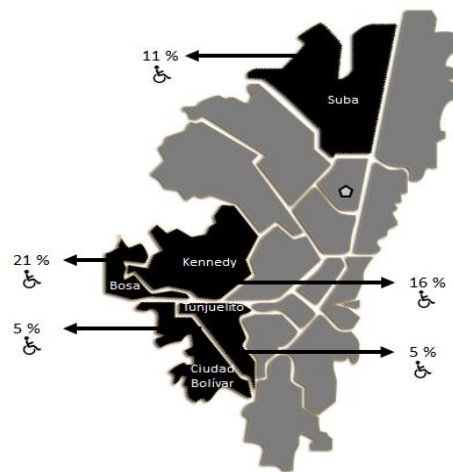 11 %
Suba
21 %
Kennedy
Bosa
16 %
Tunjuelito
5 %
5 %
Ciudad
Bolívar